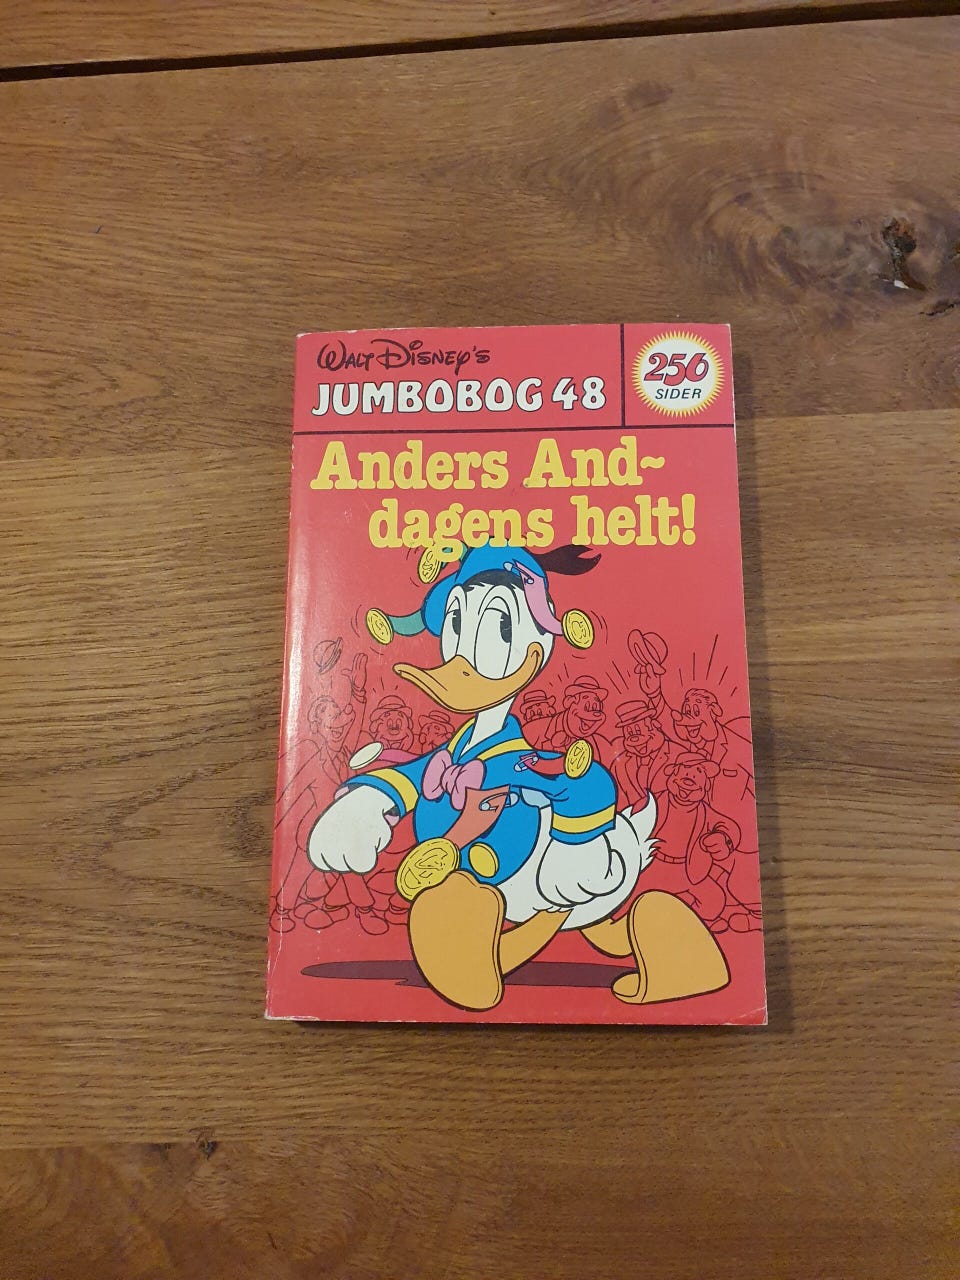 Walt Disney's
JUMBOBOG 48
256
SIDER
Anders And~
dagens helt!